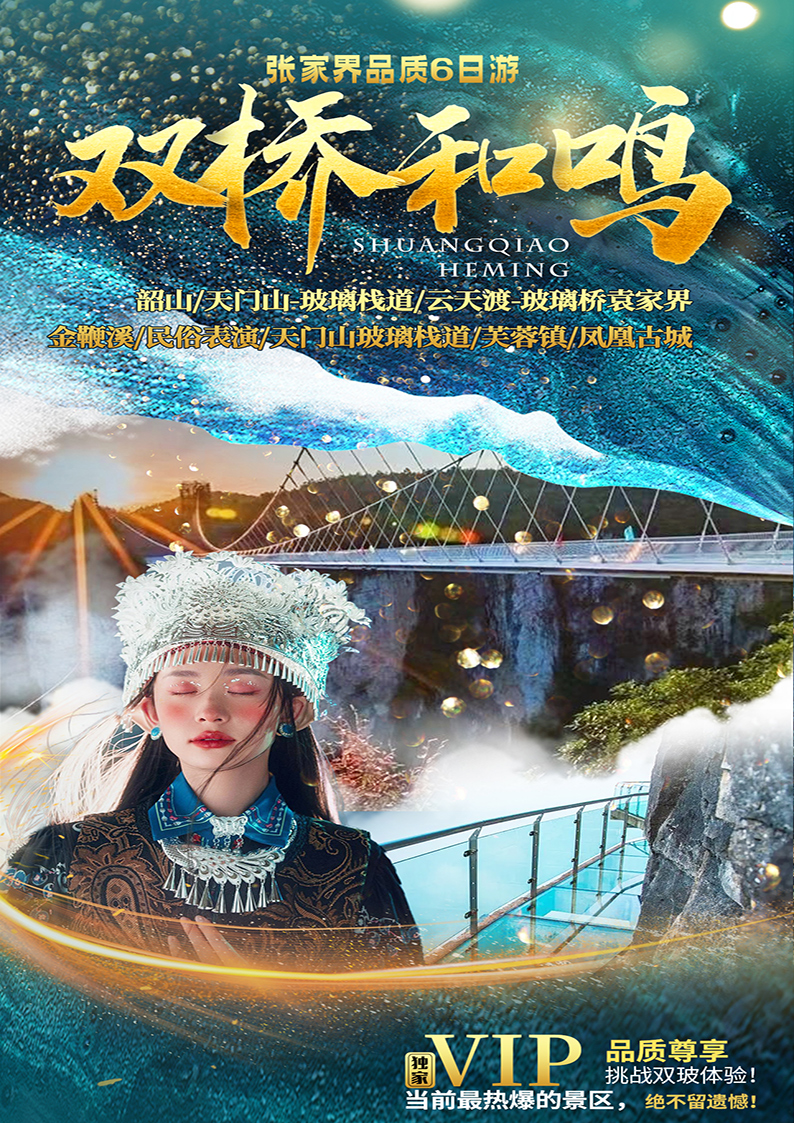 张家界品质6日游
双桥和鸣
SHUANGQIAO
HEMING
韶山/天门山-玻璃栈道/云天渡-玻璃桥袁家界
金鞭溪/民俗表演/天门山玻璃栈道/芙蓉镇/凤凰古城
独家 VIP 品质尊享
挑战双玻体验！
当前最热爆的景区，绝不留遗憾！